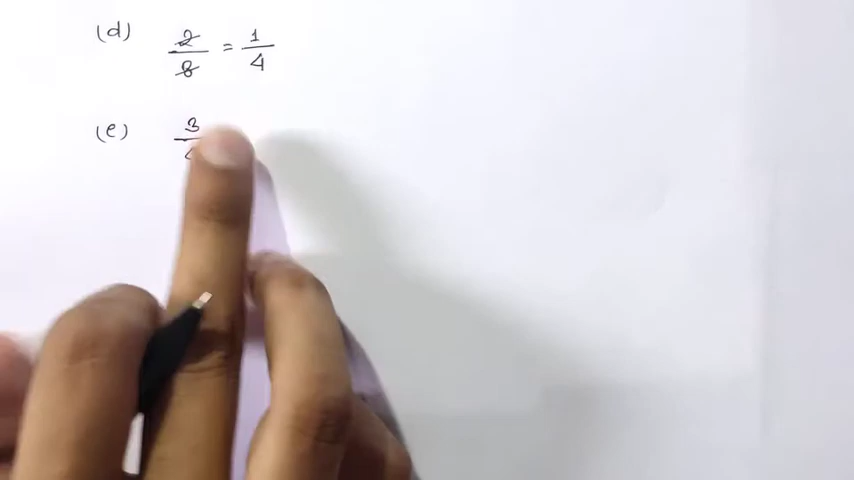 (d) 2/8 = 1/4
(e) 3/